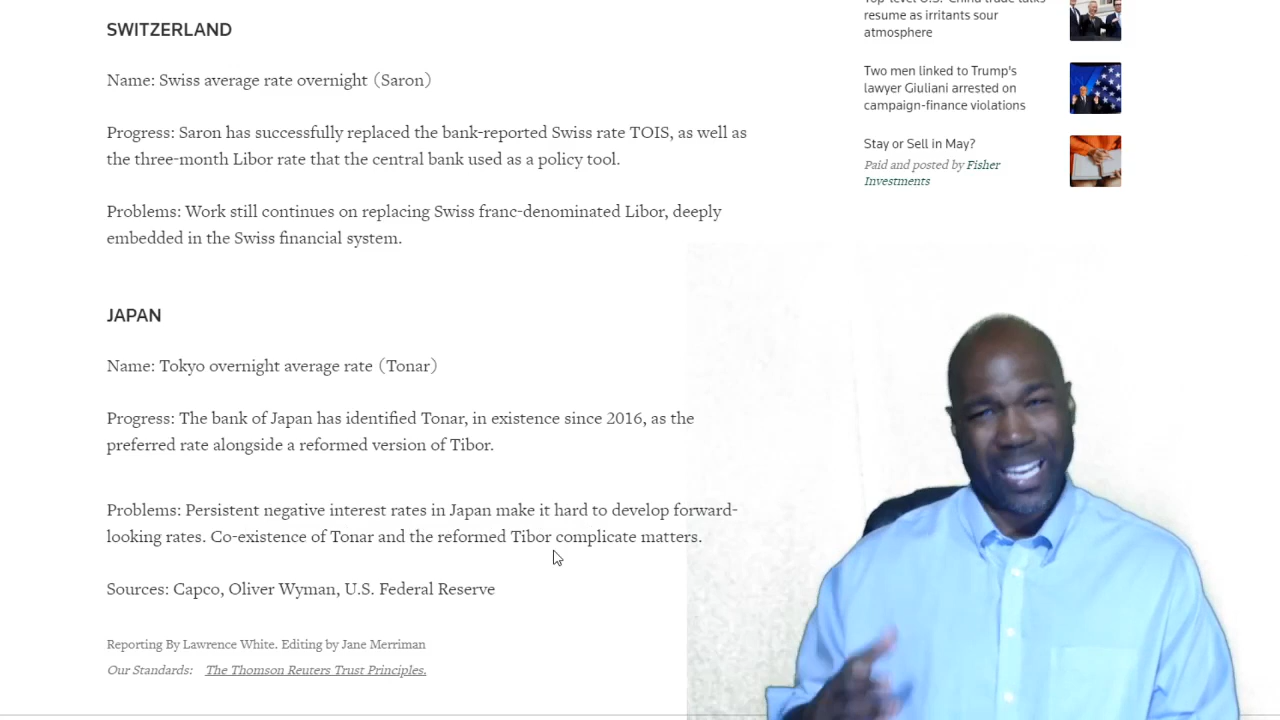 SWITZERLAND
Name: Swiss average rate overnight (Saron)
Progress: Saron has successfully replaced the bank-reported Swiss rate TOIS, as well as
the three-month Libor rate that the central bank used as a policy tool.
Problems: Work still continues on replacing Swiss franc-denominated Libor, deeply
embedded in the Swiss financial system.
JAPAN
Name: Tokyo overnight average rate (Tonar)
Progress: The bank of Japan has identified Tonar, in existence since 2016, as the
preferred rate alongside a reformed version of Tibor.
Problems: Persistent negative interest rates in Japan make it hard to develop forward-
looking rates. Co-existence of Tonar and the reformed Tibor complicate matters.
Sources: Capco, Oliver Wyman, U.S. Federal Reserve
Reporting By Lawrence White. Editing by Jane Merriman
Our Standards: The Thomson Reuters Trust Principles.
resume as irritants sour
atmosphere
Two men linked to Trump's
lawyer Giuliani arrested on
campaign-finance violations
Stay or Sell in May?
Paid and posted by Fisher
Investments